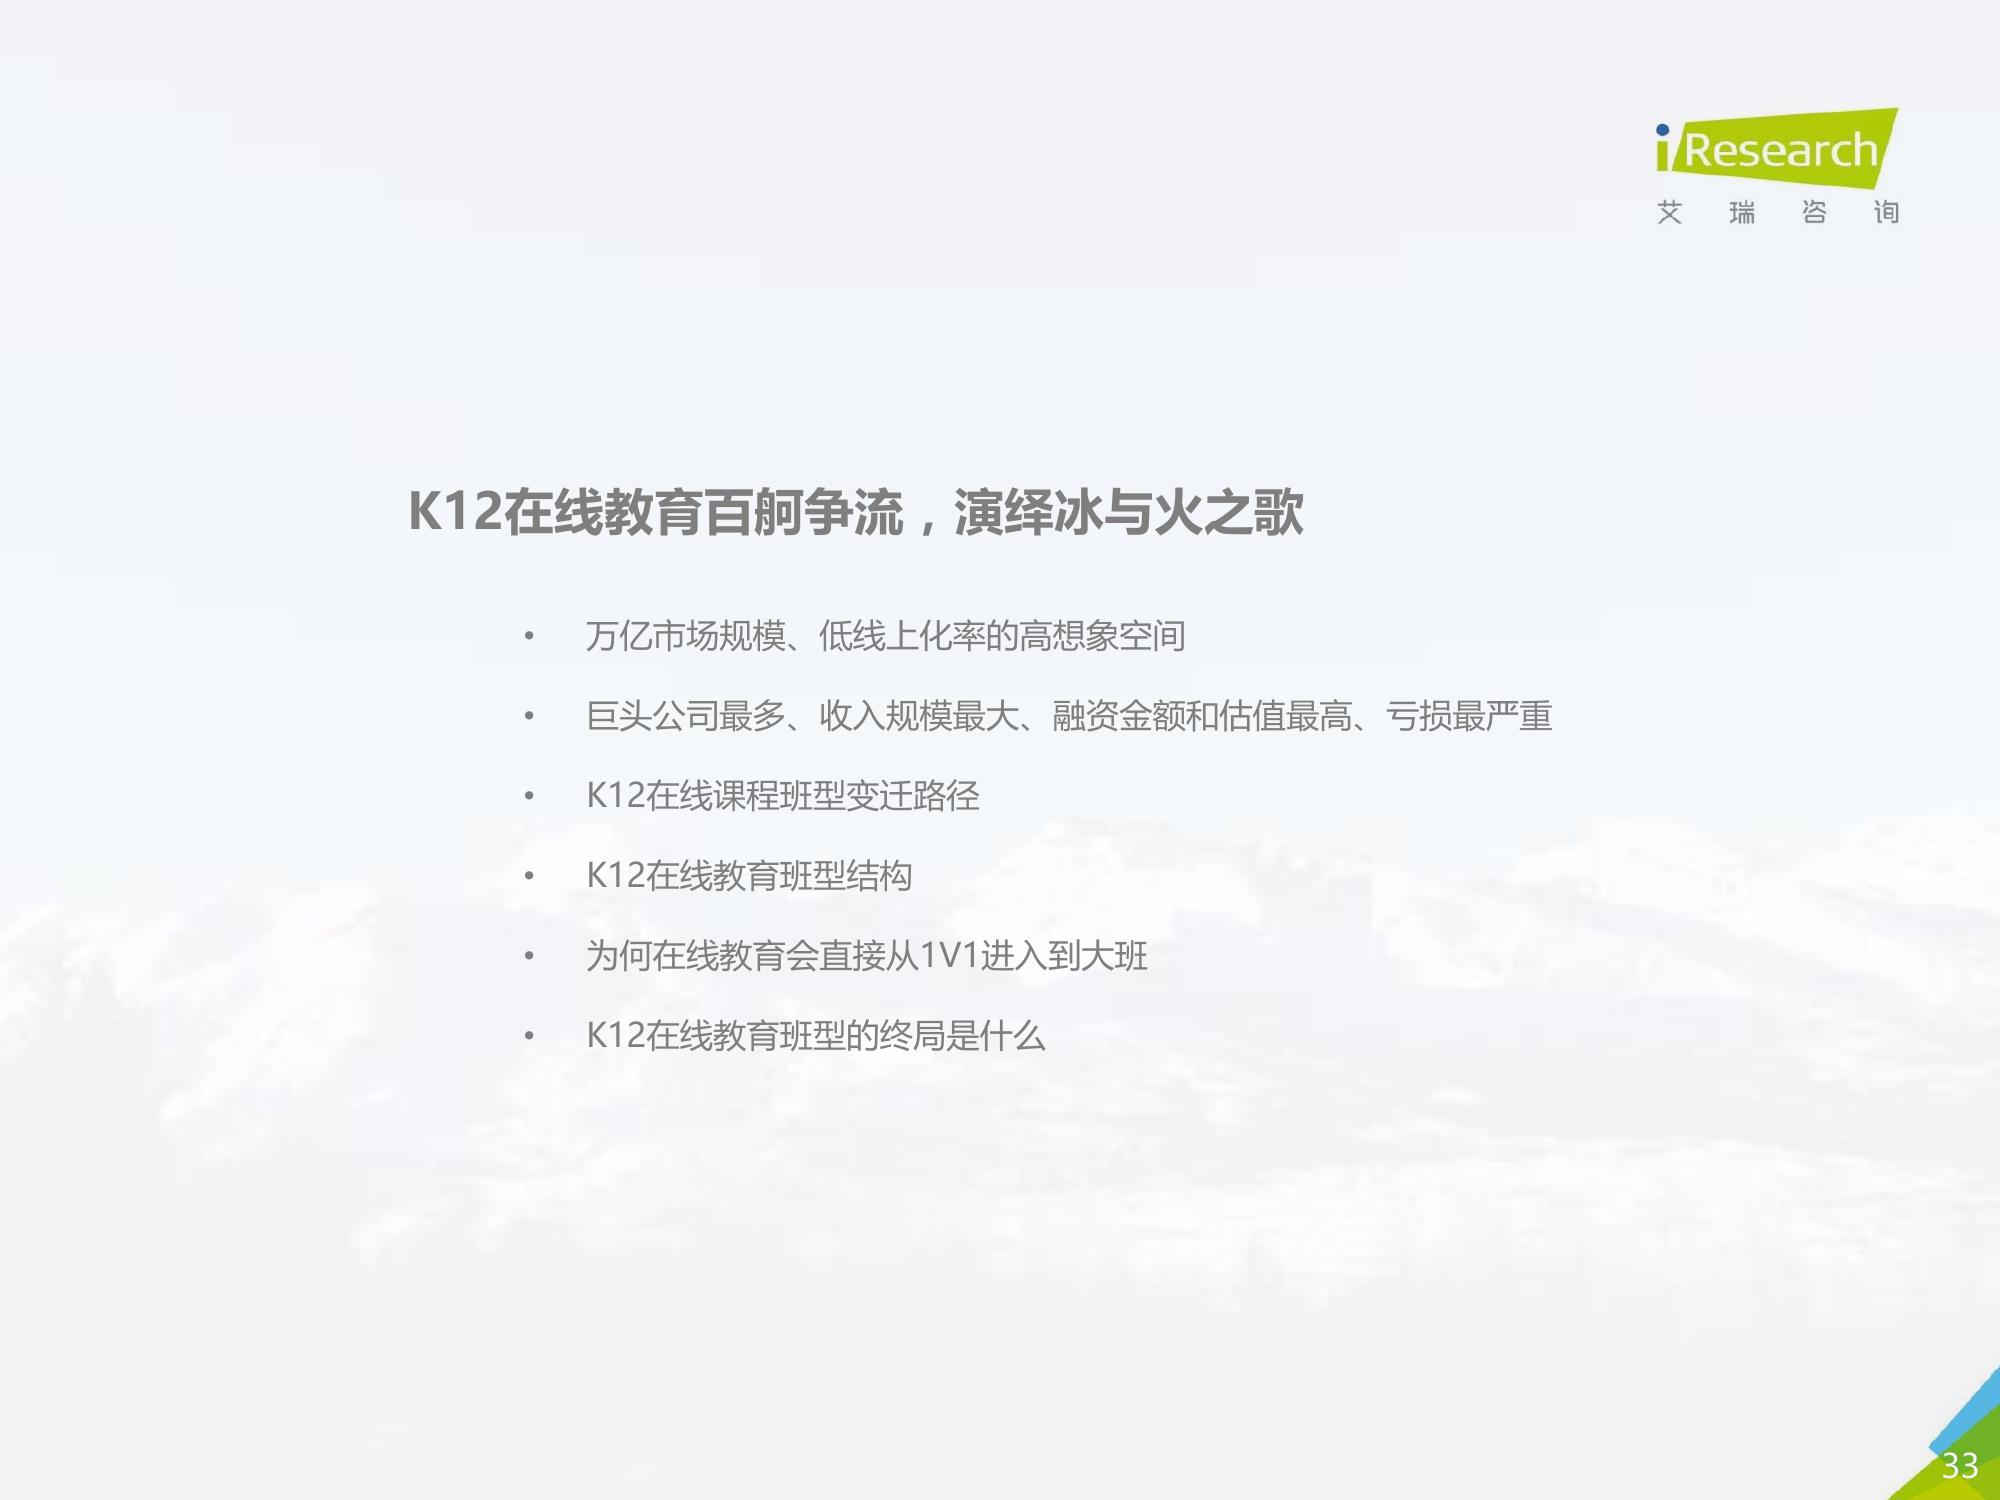 iResearch
艾瑞咨询
K12在线教育百舸争流，演绎冰与火之歌
• 万亿市场规模、低线上化率的高想象空间
• 巨头公司最多、收入规模最大、融资金额和估值最高、亏损最严重
• K12在线课程班型变迁路径
• K12在线教育班型结构
• 为何在线教育会直接从1V1进入到大班
• K12在线教育班型的终局是什么
33